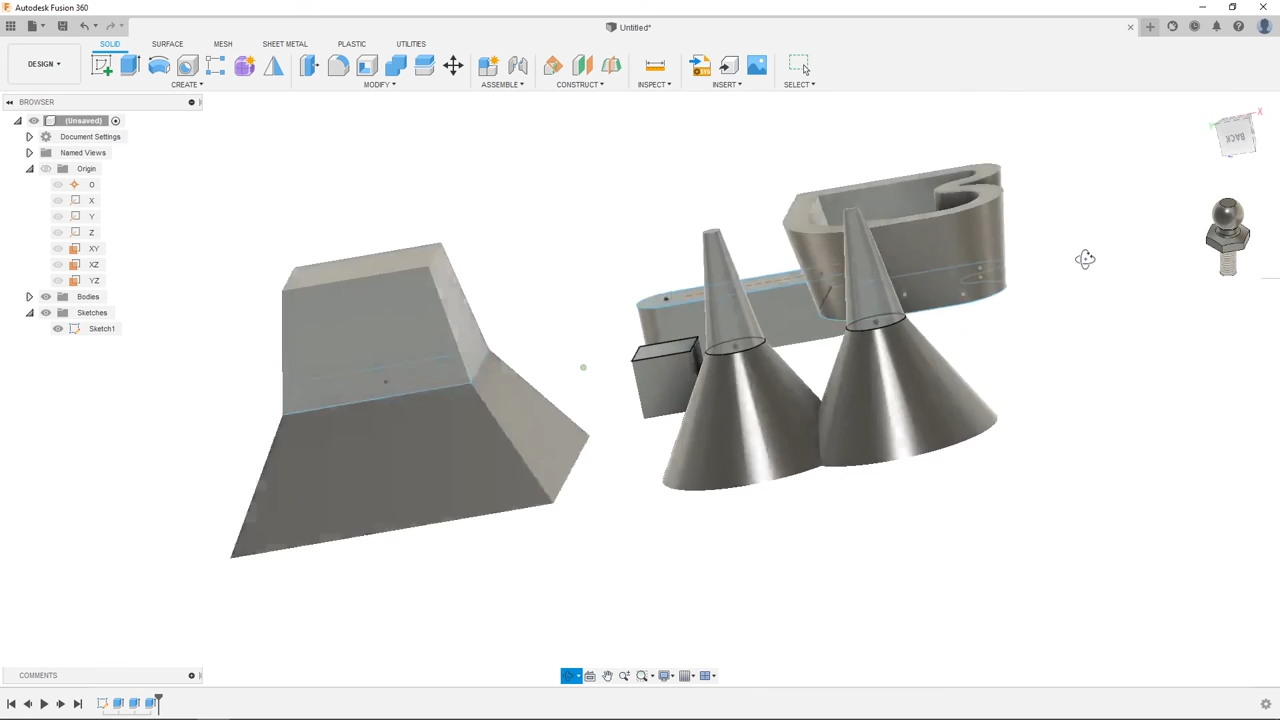 Autodesk Fusion 360
Untitled*
SOLID SURFACE MESH SHEET METAL PLASTIC UTILITIES
DESIGN
CREATE MODIFY ASSEMBLE CONSTRUCT INSPECT INSERT SELECT
BROWSER
(Unsaved)
Document Settings
Named Views
Origin
O
X
Y
Z
XY
XZ
YZ
Bodies
Sketches
Sketch1
X
BACK
COMMENTS